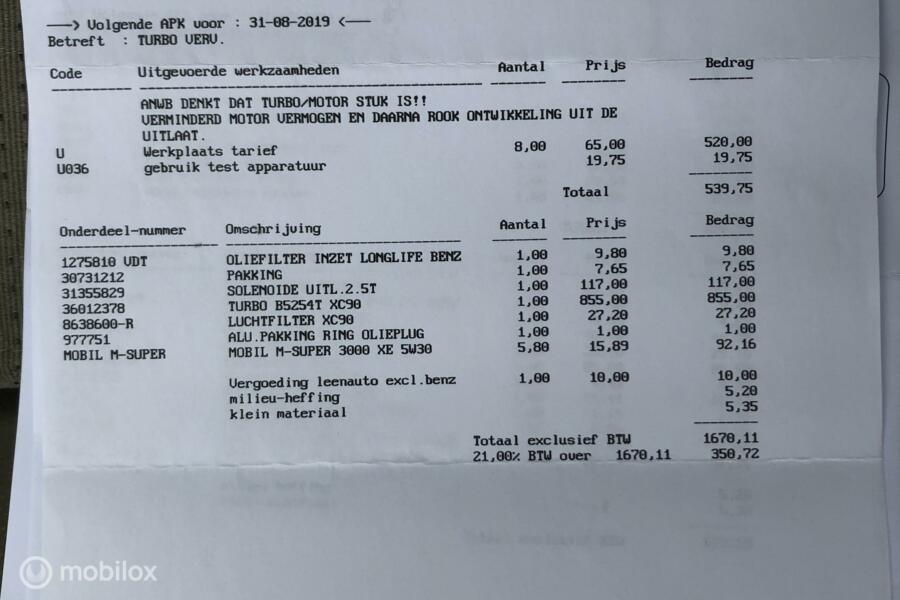 ---> Volgende APK voor : 31-08-2019 <---
Betreft : TURBO VERV.
Code Uitgevoerde werkzaamheden Aantal Prijs Bedrag
ANWB DENKT DAT TURBO/MOTOR STUK IS!!
VERMINDERD MOTOR VERMOGEN EN DAARNA ROOK ONTWIKKELING UIT DE
UITLAAT.
U Werkplaats tarief 8,00 65,00 520,00
U036 gebruik test apparatuur 19,75 19,75
Totaal 539,75
Onderdeel-nummer Omschrijving Aantal Prijs Bedrag
1275810 VDT OLIEFILTER INZET LONGLIFE BENZ 1,00 9,80 9,80
30731212 PAKKING 1,00 7,65 7,65
31355829 SOLENOIDE UITL.2.5T 1,00 117,00 117,00
36012378 TURBO B5254T XC90 1,00 855,00 855,00
8638600-R LUCHTFILTER XC90 1,00 27,20 27,20
977751 ALU.PAKKING RING OLIEPLUG 1,00 1,00 1,00
MOBIL M-SUPER MOBIL M-SUPER 3000 XE 5W30 5,80 15,89 92,16
Vergoeding leenauto excl.benz 1,00 10,00 10,00
milieu-heffing 5,20
klein materiaal 5,35
Totaal exclusief BTW 1670,11
21,00% BTW over 1670,11 350,72
mobilox